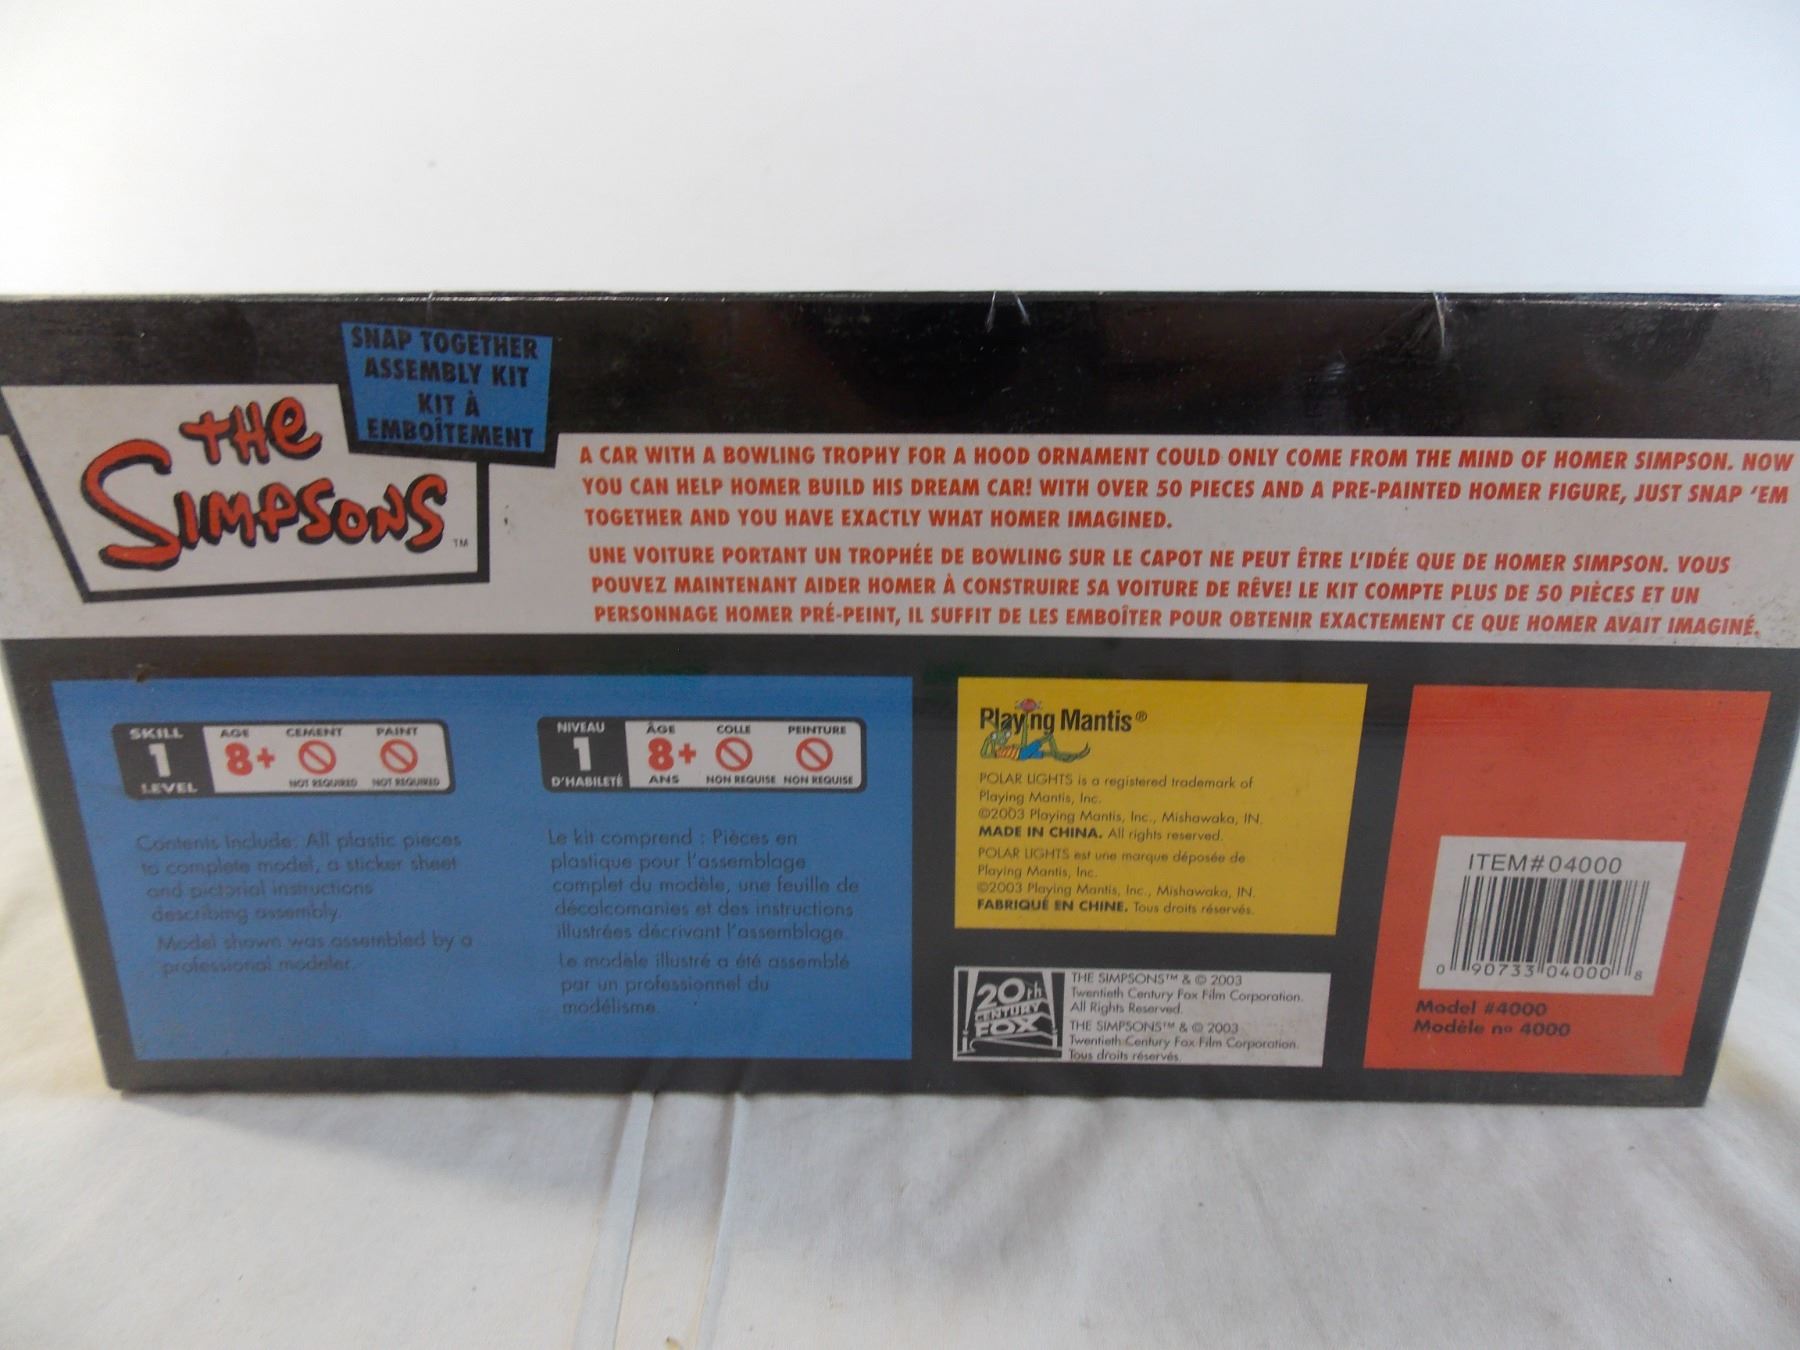 SNAP TOGETHER
ASSEMBLY KIT
KIT À
EMBOÎTEMENT
THE
SIMPSONS™
A CAR WITH A BOWLING TROPHY FOR A HOOD ORNAMENT COULD ONLY COME FROM THE MIND OF HOMER SIMPSON. NOW
YOU CAN HELP HOMER BUILD HIS DREAM CAR! WITH OVER 50 PIECES AND A PRE-PAINTED HOMER FIGURE, JUST SNAP 'EM
TOGETHER AND YOU HAVE EXACTLY WHAT HOMER IMAGINED.
UNE VOITURE PORTANT UN TROPHÉE DE BOWLING SUR LE CAPOT NE PEUT ÊTRE L'IDÉE QUE DE HOMER SIMPSON. VOUS
POUVEZ MAINTENANT AIDER HOMER À CONSTRUIRE SA VOITURE DE RÊVE! LE KIT COMPTE PLUS DE 50 PIÈCES ET UN
PERSONNAGE HOMER PRÉ-PEINT, IL SUFFIT DE LES EMBOÎTER POUR OBTENIR EXACTEMENT CE QUE HOMER AVAIT IMAGINÉ.
SKILL
1
LEVEL
AGE
8+
CEMENT
NOT REQUIRED
PAINT
NOT REQUIRED
Contents Include: All plastic pieces
to complete model, a sticker sheet
and pictorial instructions
describing assembly.
Model shown was assembled by a
professional modeler.
NIVEAU
1
D'HABILETÉ
ÂGE
8+
ANS
COLLE
NON REQUISE
PEINTURE
NON REQUISE
Le kit comprend : Pièces en
plastique pour l'assemblage
complet du modèle, une feuille de
décalcomanies et des instructions
illustrées décrivant l'assemblage.
Le modèle illustré a été assemblé
par un professionnel du
modélisme.
Playing Mantis®
POLAR LIGHTS is a registered trademark of
Playing Mantis, Inc.
©2003 Playing Mantis, Inc., Mishawaka, IN.
MADE IN CHINA. All rights reserved.
POLAR LIGHTS est une marque déposée de
Playing Mantis, Inc.
©2003 Playing Mantis, Inc., Mishawaka, IN.
FABRIQUÉ EN CHINE. Tous droits réservés.
20th
CENTURY
FOX
THE SIMPSONS™ & © 2003
Twentieth Century Fox Film Corporation.
All Rights Reserved.
THE SIMPSONS™ & © 2003
Twentieth Century Fox Film Corporation.
Tous droits réservés.
ITEM#04000
0 90733 04000 8
Model #4000
Modèle no 4000